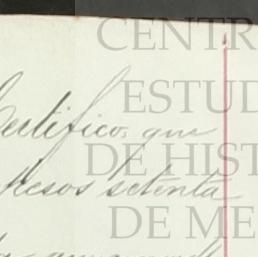 CENTR
ESTUD
Certifico, que
DE HIST
Pesos setenta
DE ME